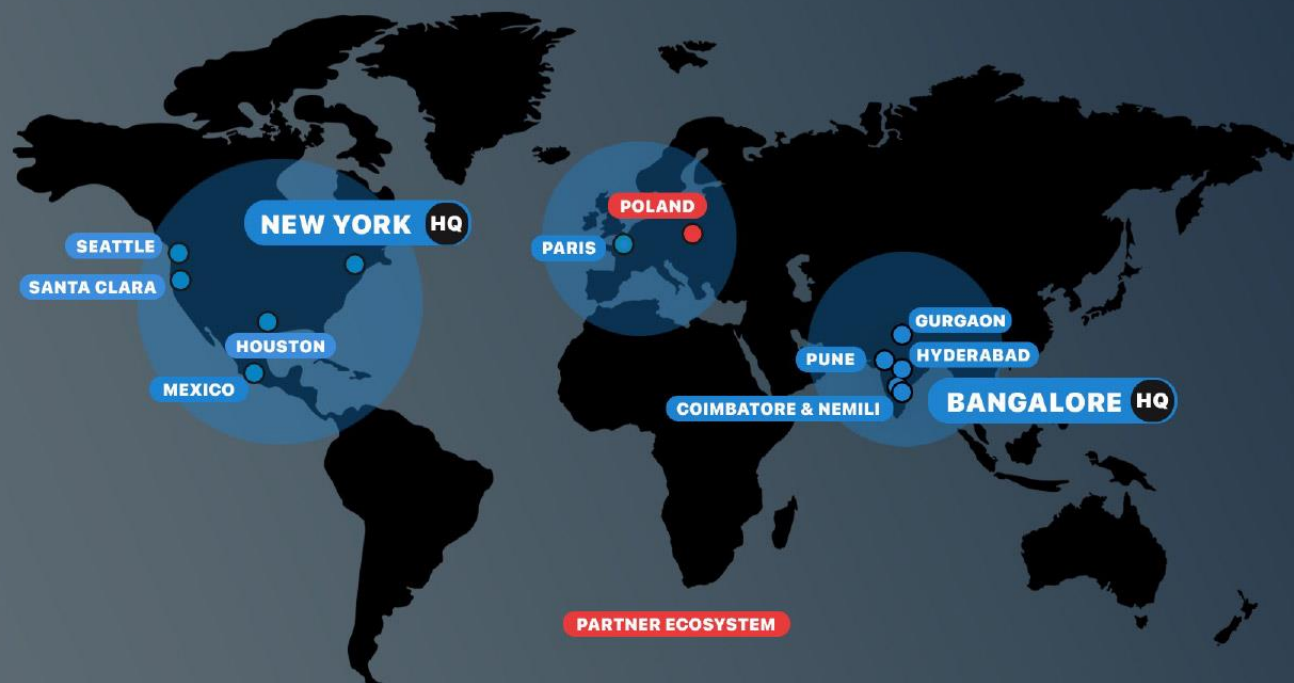 NEW YORK HQ
SEATTLE
SANTA CLARA
HOUSTON
MEXICO
POLAND
PARIS
GURGAON
PUNE
HYDERABAD
BANGALORE HQ
COIMBATORE & NEMILI
PARTNER ECOSYSTEM